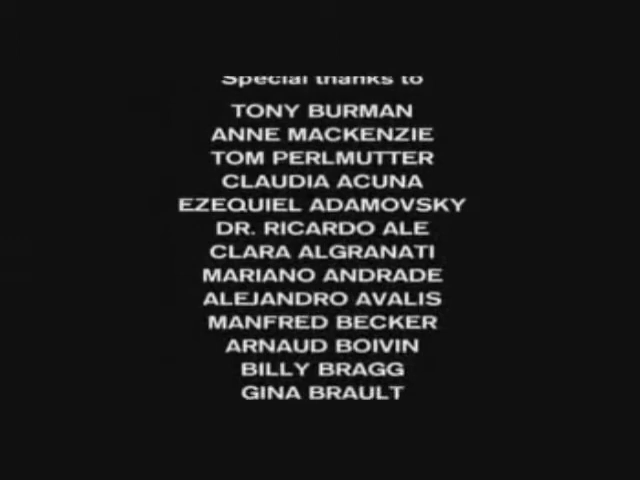 Special thanks to
TONY BURMAN
ANNE MACKENZIE
TOM PERLMUTTER
CLAUDIA ACUNA
EZEQUIEL ADAMOVSKY
DR. RICARDO ALE
CLARA ALGRANATI
MARIANO ANDRADE
ALEJANDRO AVALIS
MANFRED BECKER
ARNAUD BOIVIN
BILLY BRAGG
GINA BRAULT